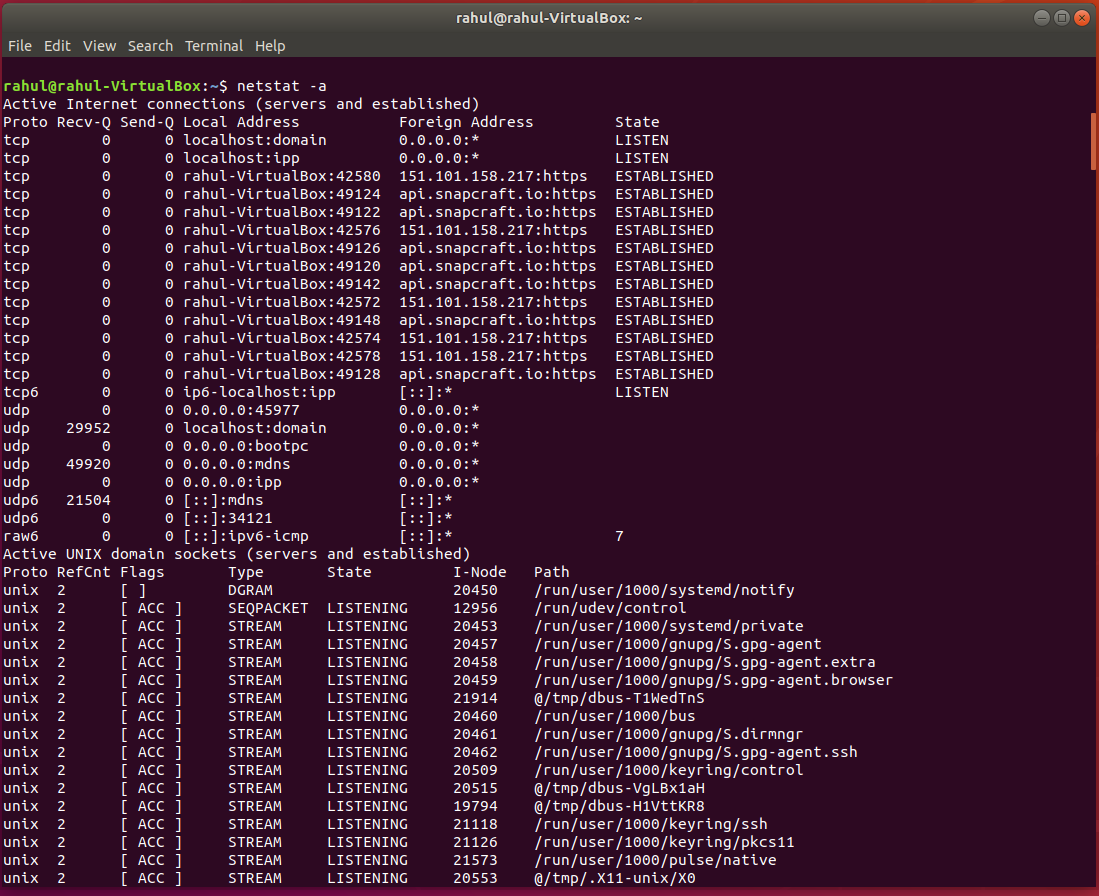 rahul@rahul-VirtualBox: ~
File Edit View Search Terminal Help
rahul@rahul-VirtualBox:~$ netstat -a
Active Internet connections (servers and established)
Proto Recv-Q Send-Q Local Address           Foreign Address         State
tcp        0      0 localhost:domain        0.0.0.0:*               LISTEN
tcp        0      0 localhost:ipp           0.0.0.0:*               LISTEN
tcp        0      0 rahul-VirtualBox:42580  151.101.158.217:https   ESTABLISHED
tcp        0      0 rahul-VirtualBox:49124  api.snapcraft.io:https  ESTABLISHED
tcp        0      0 rahul-VirtualBox:49122  api.snapcraft.io:https  ESTABLISHED
tcp        0      0 rahul-VirtualBox:42576  151.101.158.217:https   ESTABLISHED
tcp        0      0 rahul-VirtualBox:49126  api.snapcraft.io:https  ESTABLISHED
tcp        0      0 rahul-VirtualBox:49120  api.snapcraft.io:https  ESTABLISHED
tcp        0      0 rahul-VirtualBox:49142  api.snapcraft.io:https  ESTABLISHED
tcp        0      0 rahul-VirtualBox:42572  151.101.158.217:https   ESTABLISHED
tcp        0      0 rahul-VirtualBox:49148  api.snapcraft.io:https  ESTABLISHED
tcp        0      0 rahul-VirtualBox:42574  151.101.158.217:https   ESTABLISHED
tcp        0      0 rahul-VirtualBox:42578  151.101.158.217:https   ESTABLISHED
tcp        0      0 rahul-VirtualBox:49128  api.snapcraft.io:https  ESTABLISHED
tcp6       0      0 ip6-localhost:ipp       [::]:*                  LISTEN
udp        0      0 0.0.0.0:45977           0.0.0.0:*
udp    29952      0 localhost:domain        0.0.0.0:*
udp        0      0 0.0.0.0:bootpc          0.0.0.0:*
udp    49920      0 0.0.0.0:mdns            0.0.0.0:*
udp        0      0 0.0.0.0:ipp             0.0.0.0:*
udp6   21504      0 [::]:mdns               [::]:*
udp6       0      0 [::]:34121              [::]:*
raw6       0      0 [::]:ipv6-icmp          [::]:*                  7
Active UNIX domain sockets (servers and established)
Proto RefCnt Flags       Type       State         I-Node   Path
unix  2      [ ]         DGRAM                    20450    /run/user/1000/systemd/notify
unix  2      [ ACC ]     SEQPACKET  LISTENING     12956    /run/udev/control
unix  2      [ ACC ]     STREAM     LISTENING     20453    /run/user/1000/systemd/private
unix  2      [ ACC ]     STREAM     LISTENING     20457    /run/user/1000/gnupg/S.gpg-agent
unix  2      [ ACC ]     STREAM     LISTENING     20458    /run/user/1000/gnupg/S.gpg-agent.extra
unix  2      [ ACC ]     STREAM     LISTENING     20459    /run/user/1000/gnupg/S.gpg-agent.browser
unix  2      [ ACC ]     STREAM     LISTENING     21914    @/tmp/dbus-T1WedTnS
unix  2      [ ACC ]     STREAM     LISTENING     20460    /run/user/1000/bus
unix  2      [ ACC ]     STREAM     LISTENING     20461    /run/user/1000/gnupg/S.dirmngr
unix  2      [ ACC ]     STREAM     LISTENING     20462    /run/user/1000/gnupg/S.gpg-agent.ssh
unix  2      [ ACC ]     STREAM     LISTENING     20509    /run/user/1000/keyring/control
unix  2      [ ACC ]     STREAM     LISTENING     20515    @/tmp/dbus-VgLBx1aH
unix  2      [ ACC ]     STREAM     LISTENING     19794    @/tmp/dbus-H1VttKR8
unix  2      [ ACC ]     STREAM     LISTENING     21118    /run/user/1000/keyring/ssh
unix  2      [ ACC ]     STREAM     LISTENING     21126    /run/user/1000/keyring/pkcs11
unix  2      [ ACC ]     STREAM     LISTENING     21573    /run/user/1000/pulse/native
unix  2      [ ACC ]     STREAM     LISTENING     20553    @/tmp/.X11-unix/X0